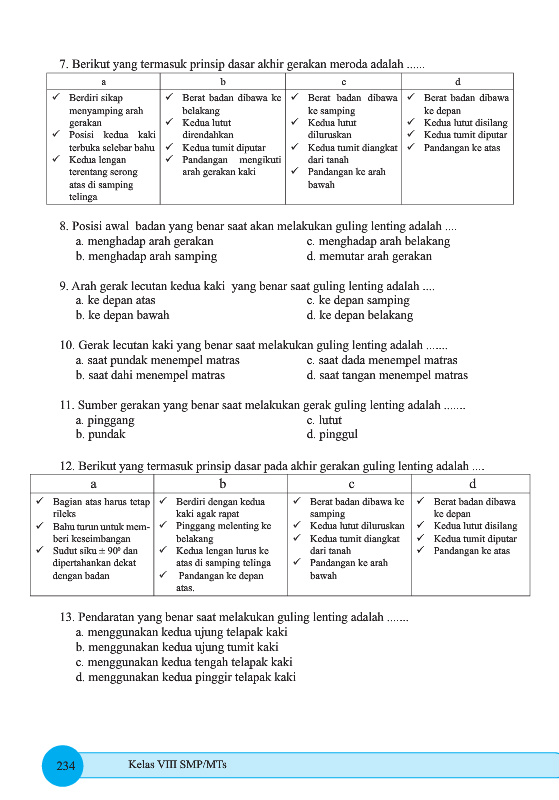 7. Berikut yang termasuk prinsip dasar akhir gerakan meroda adalah ......
a
✓ Berdiri sikap
menyamping arah
gerakan
✓ Posisi kedua kaki
terbuka selebar bahu
✓ Kedua lengan
terentang serong
atas di samping
telinga
b
✓ Berat badan dibawa ke
belakang
✓ Kedua lutut
direndahkan
✓ Kedua tumit diputar
✓ Pandangan mengikuti
arah gerakan kaki
c
✓ Berat badan dibawa
ke samping
✓ Kedua lutut
diluruskan
✓ Kedua tumit diangkat
dari tanah
✓ Pandangan ke arah
bawah
d
✓ Berat badan dibawa
ke depan
✓ Kedua lutut disilang
✓ Kedua tumit diputar
✓ Pandangan ke atas
8. Posisi awal badan yang benar saat akan melakukan guling lenting adalah ....
a. menghadap arah gerakan
b. menghadap arah samping
c. menghadap arah belakang
d. memutar arah gerakan
9. Arah gerak lecutan kedua kaki yang benar saat guling lenting adalah ....
a. ke depan atas
b. ke depan bawah
c. ke depan samping
d. ke depan belakang
10. Gerak lecutan kaki yang benar saat melakukan guling lenting adalah .......
a. saat pundak menempel matras
b. saat dahi menempel matras
c. saat dada menempel matras
d. saat tangan menempel matras
11. Sumber gerakan yang benar saat melakukan gerak guling lenting adalah .......
a. pinggang
b. pundak
c. lutut
d. pinggul
12. Berikut yang termasuk prinsip dasar pada akhir gerakan guling lenting adalah ....
a
✓ Bagian atas harus tetap
rileks
✓ Bahu turun untuk mem-
beri keseimbangan
✓ Sudut siku ± 90⁰ dan
dipertahankan dekat
dengan badan
b
✓ Berdiri dengan kedua
kaki agak rapat
✓ Pinggang melenting ke
belakang
✓ Kedua lengan lurus ke
atas di samping telinga
✓ Pandangan ke depan
atas.
c
✓ Berat badan dibawa ke
samping
✓ Kedua lutut diluruskan
✓ Kedua tumit diangkat
dari tanah
✓ Pandangan ke arah
bawah
d
✓ Berat badan dibawa
ke depan
✓ Kedua lutut disilang
✓ Kedua tumit diputar
✓ Pandangan ke atas
13. Pendaratan yang benar saat melakukan guling lenting adalah .......
a. menggunakan kedua ujung telapak kaki
b. menggunakan kedua ujung tumit kaki
c. menggunakan kedua tengah telapak kaki
d. menggunakan kedua pinggir telapak kaki
234
Kelas VIII SMP/MTs